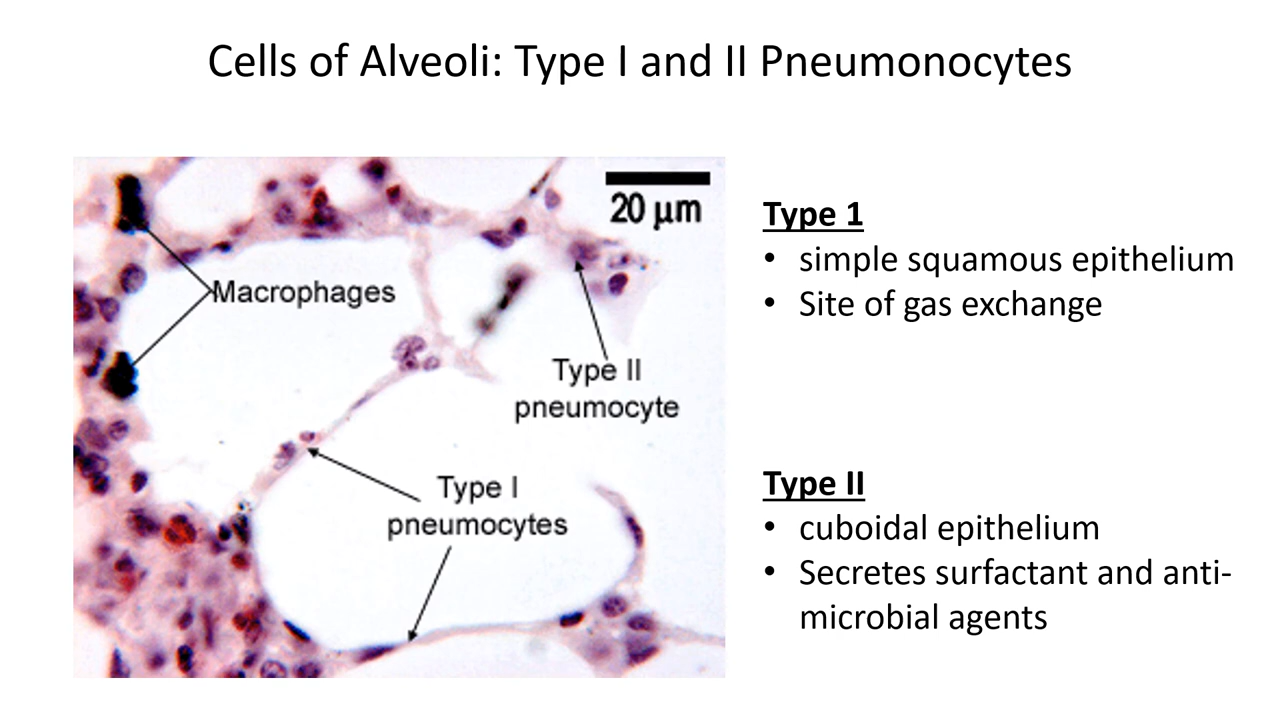 Cells of Alveoli: Type I and II Pneumonocytes
20 µm
Macrophages
Type II
pneumocyte
Type I
pneumocytes
Type 1
• simple squamous epithelium
• Site of gas exchange
Type II
• cuboidal epithelium
• Secretes surfactant and anti-
microbial agents